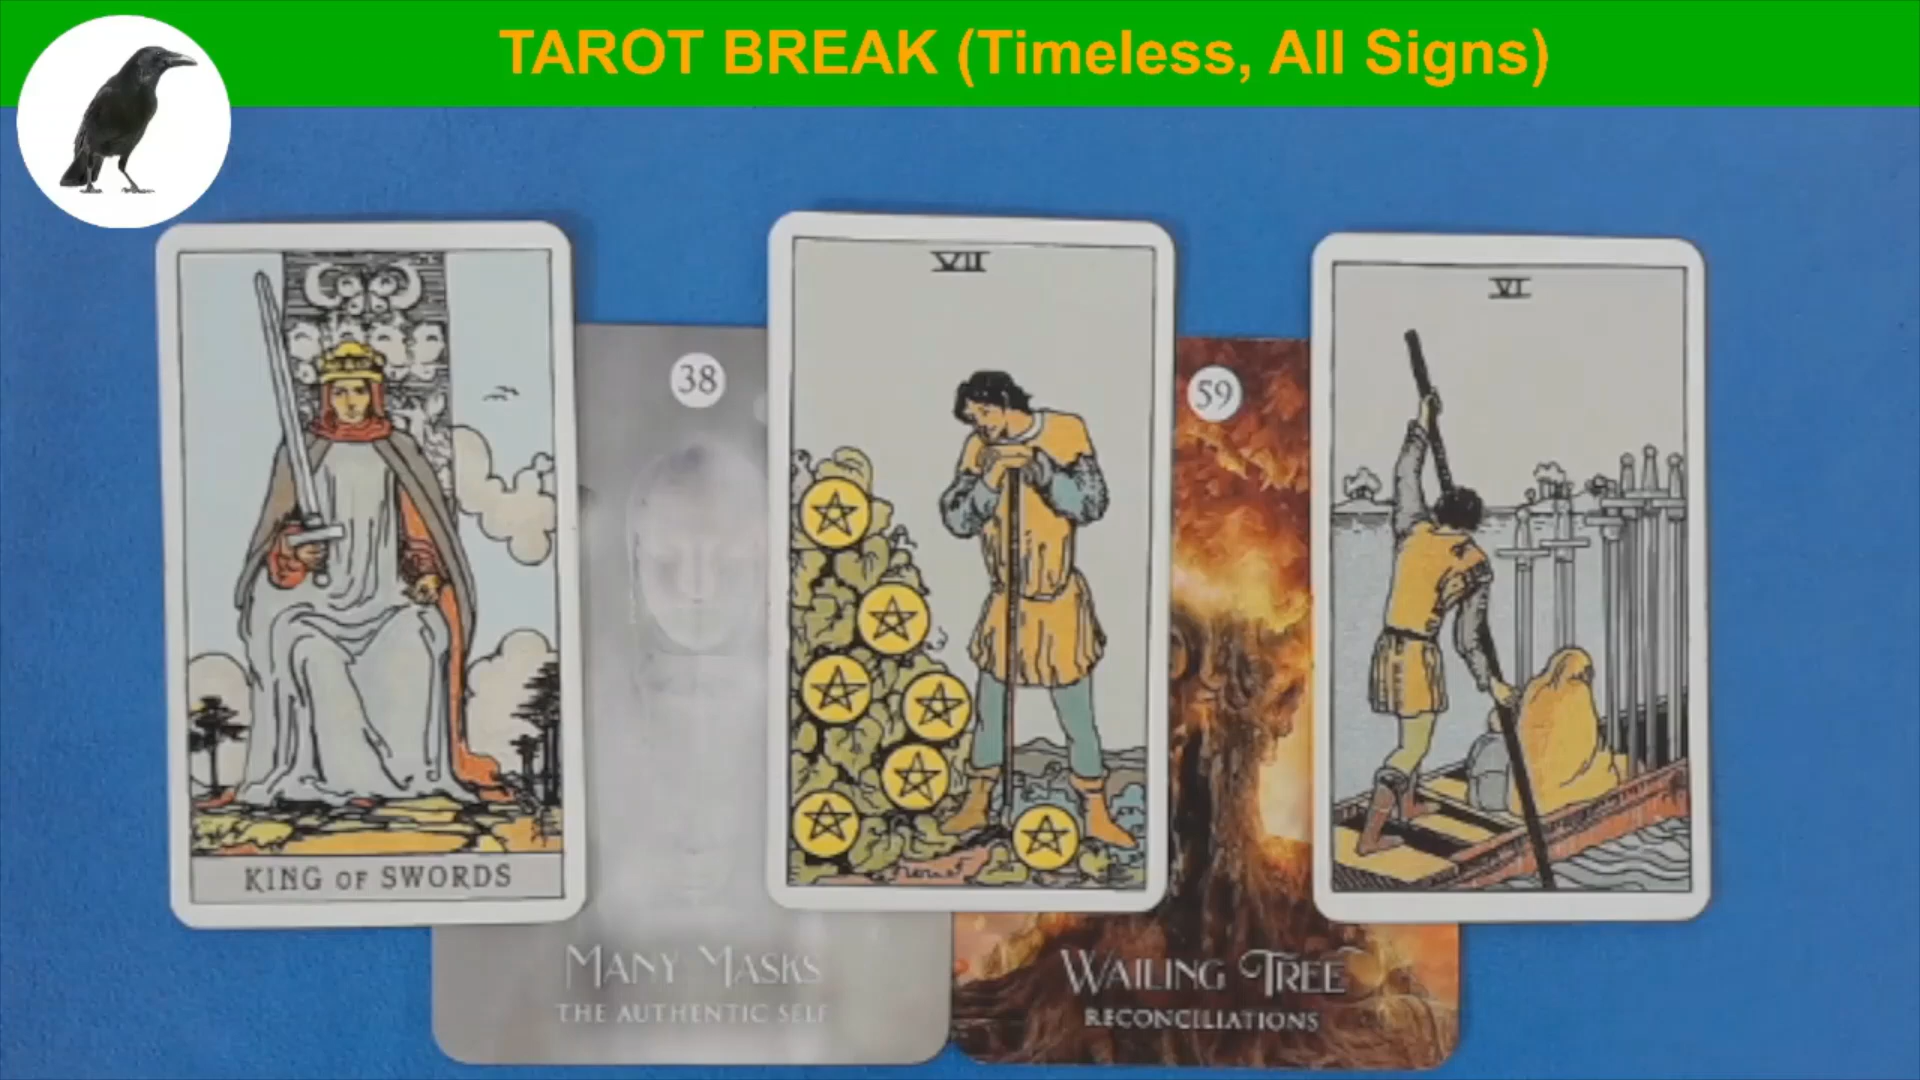 TAROT BREAK (Timeless, All Signs)
VII
VI
38
59
KING OF SWORDS
MANY MASKS
THE AUTHENTIC SELF
WAILING TREE
RECONCILIATIONS